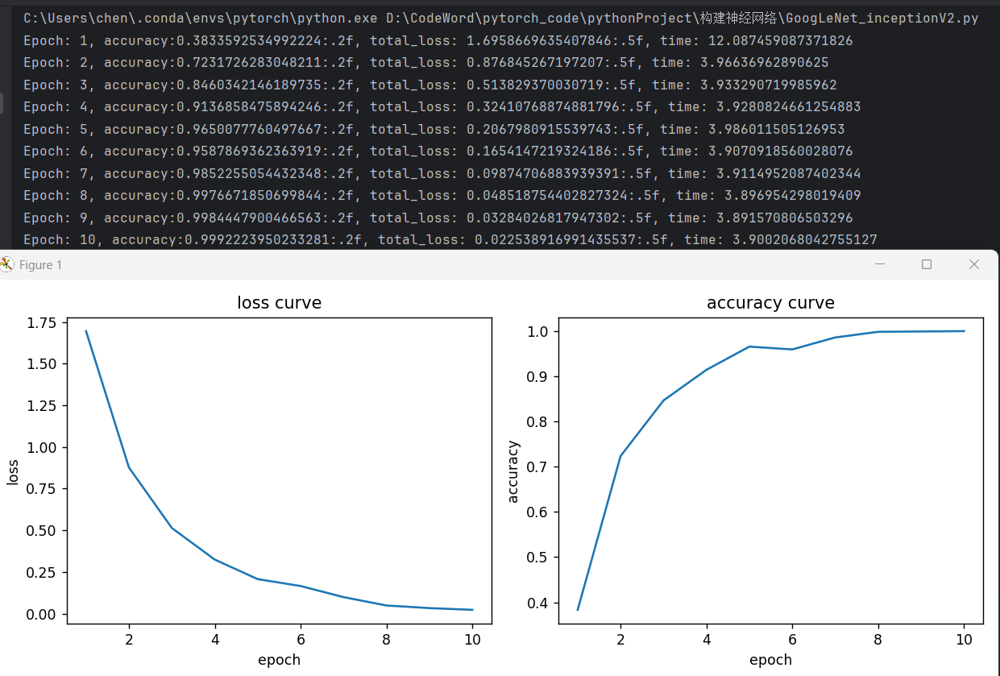 C:\Users\chen\.conda\envs\pytorch\python.exe D:\CodeWord\pytorch_code\pythonProject\构建神经网络\GoogLeNet_inceptionV2.py
Epoch: 1, accuracy:0.3833592534992224:.2f, total_loss: 1.6958669635407846:.5f, time: 12.087459087371826
Epoch: 2, accuracy:0.7231726283048211:.2f, total_loss: 0.876845267197207:.5f, time: 3.96636962890625
Epoch: 3, accuracy:0.8460342146189735:.2f, total_loss: 0.513829370030719:.5f, time: 3.933290719985962
Epoch: 4, accuracy:0.9136858475894246:.2f, total_loss: 0.32410768874881796:.5f, time: 3.9280824661254883
Epoch: 5, accuracy:0.9650077760497667:.2f, total_loss: 0.2067980915539743:.5f, time: 3.986011505126953
Epoch: 6, accuracy:0.9587869362363919:.2f, total_loss: 0.1654147219324186:.5f, time: 3.9070918560028076
Epoch: 7, accuracy:0.9852255054432348:.2f, total_loss: 0.09874706883939391:.5f, time: 3.9114952087402344
Epoch: 8, accuracy:0.9976671850699844:.2f, total_loss: 0.048518754402827324:.5f, time: 3.896954298019409
Epoch: 9, accuracy:0.9984447900466563:.2f, total_loss: 0.03284026817947302:.5f, time: 3.891570806503296
Epoch: 10, accuracy:0.9992223950233281:.2f, total_loss: 0.022538916991435537:.5f, time: 3.9002068042755127
Figure 1
loss curve
1.75
1.50
1.25
1.00
0.75
0.50
0.25
0.00
loss
2 4 6 8 10
epoch
accuracy curve
1.0
0.9
0.8
0.7
0.6
0.5
0.4
accuracy
2 4 6 8 10
epoch